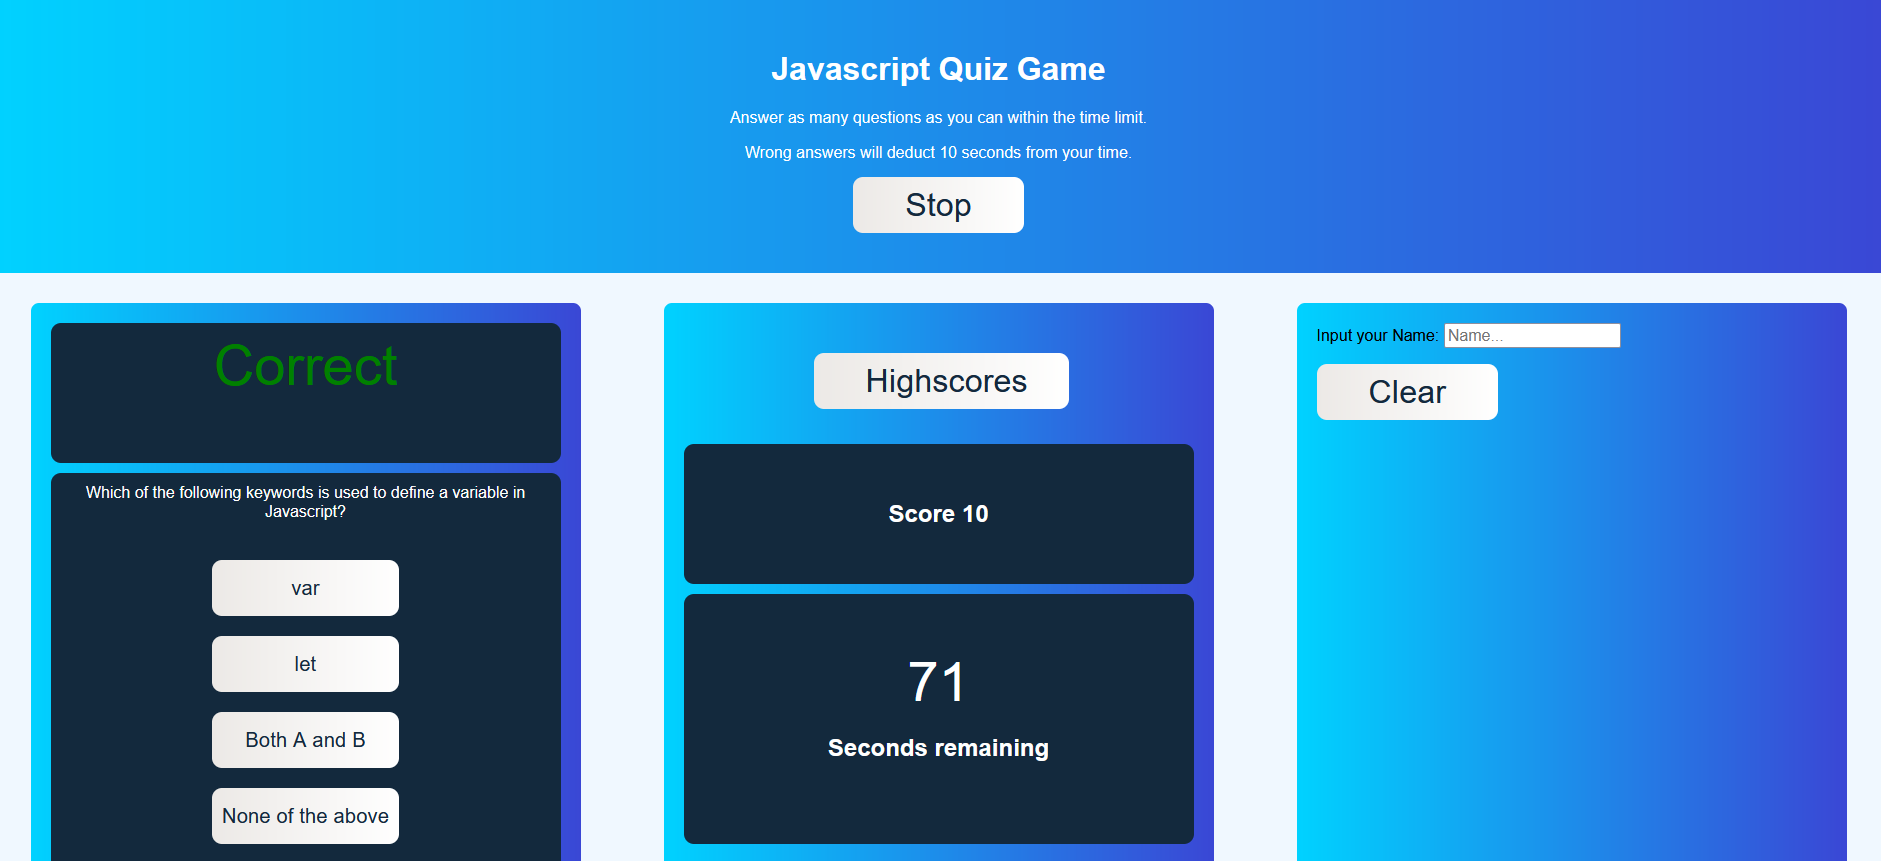 Javascript Quiz Game
Answer as many questions as you can within the time limit.
Wrong answers will deduct 10 seconds from your time.
Stop
Correct
Which of the following keywords is used to define a variable in
Javascript?
var
let
Both A and B
None of the above
Highscores
Score 10
71
Seconds remaining
Input your Name: Name...
Clear